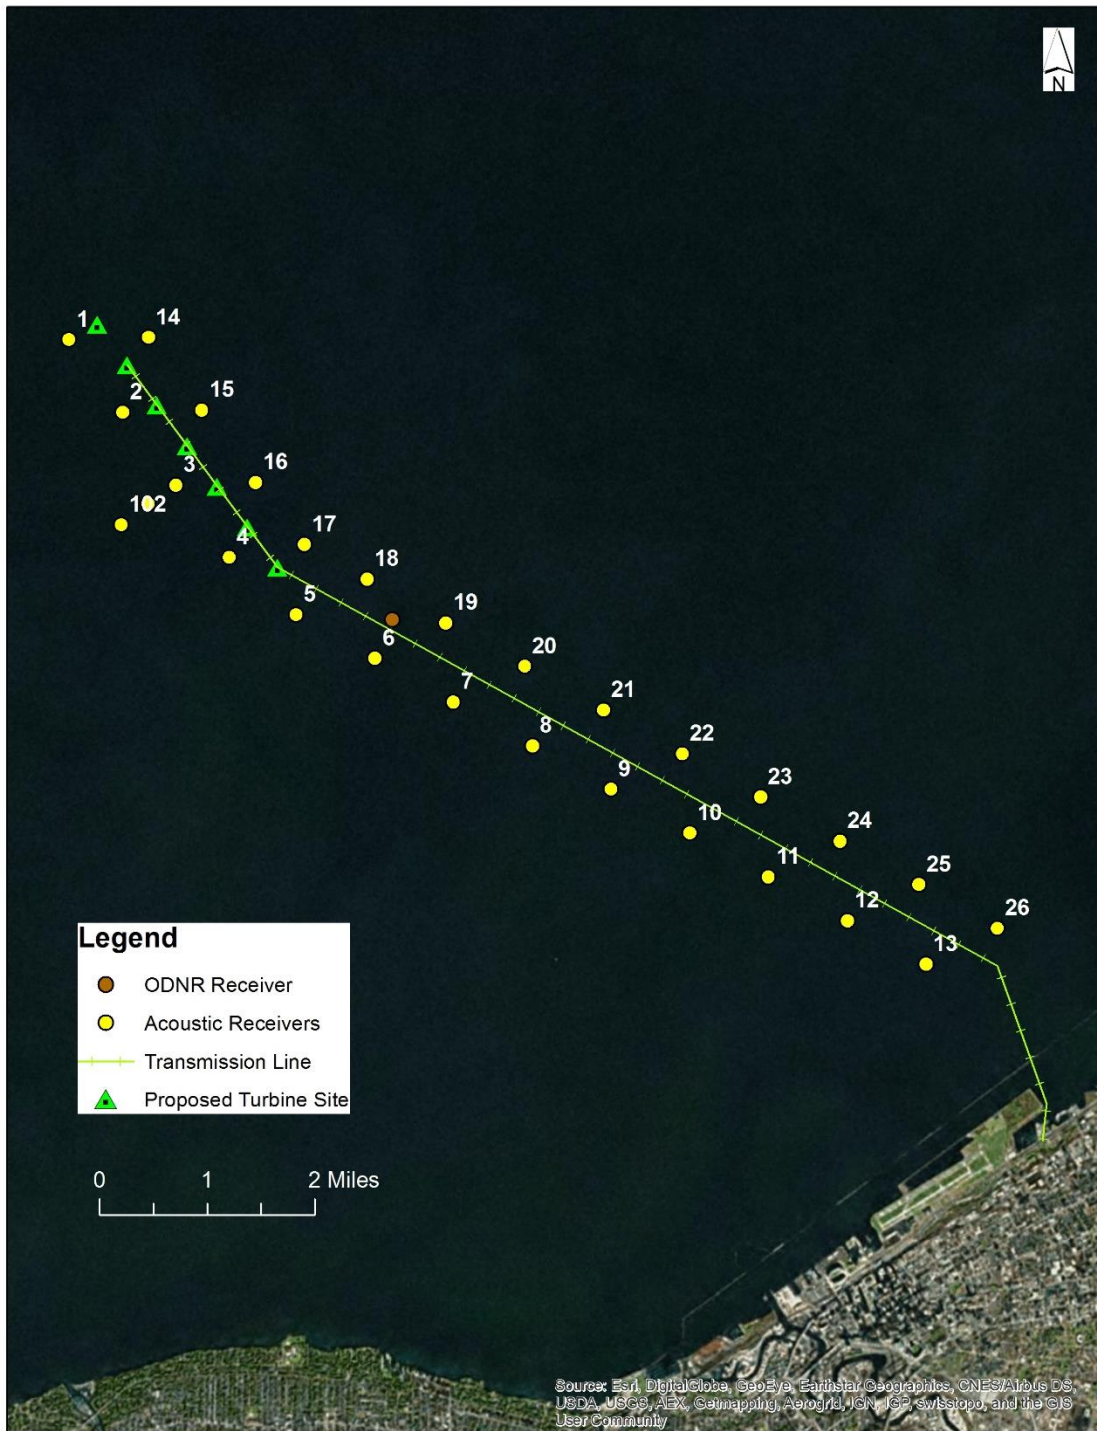 N
1
14
2
15
3
16
102
17
4
18
5
19
6
20
7
21
8
22
9
23
10
24
11
25
12
26
13
Legend
ODNR Receiver
Acoustic Receivers
Transmission Line
Proposed Turbine Site
0 1 2 Miles
Source: Esri, DigitalGlobe, GeoEye, Earthstar Geographics, CNES/Airbus DS,
USDA, USGS, AEX, Getmapping, Aerogrid, IGN, IGP, swisstopo, and the GIS
User Community